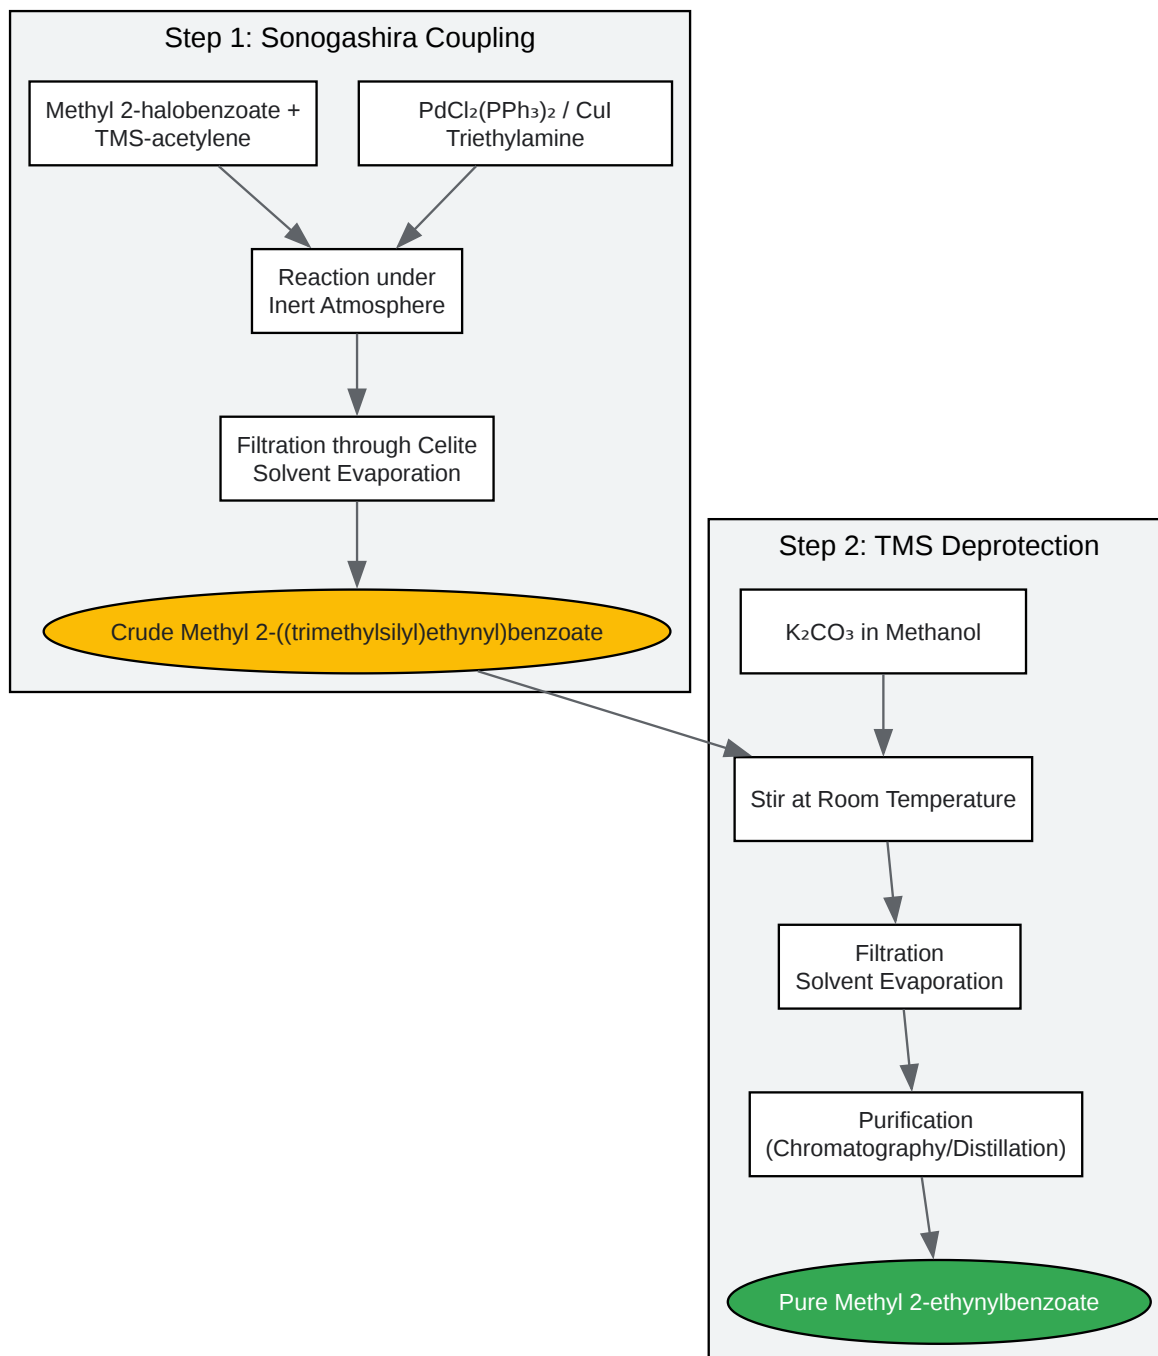 Step 1: Sonogashira Coupling
Methyl 2-halobenzoate +
TMS-acetylene
PdCl₂(PPh₃)₂ / CuI
Triethylamine
Reaction under
Inert Atmosphere
Filtration through Celite
Solvent Evaporation
Crude Methyl 2-((trimethylsilyl)ethynyl)benzoate
Step 2: TMS Deprotection
K₂CO₃ in Methanol
Stir at Room Temperature
Filtration
Solvent Evaporation
Purification
(Chromatography/Distillation)
Pure Methyl 2-ethynylbenzoate